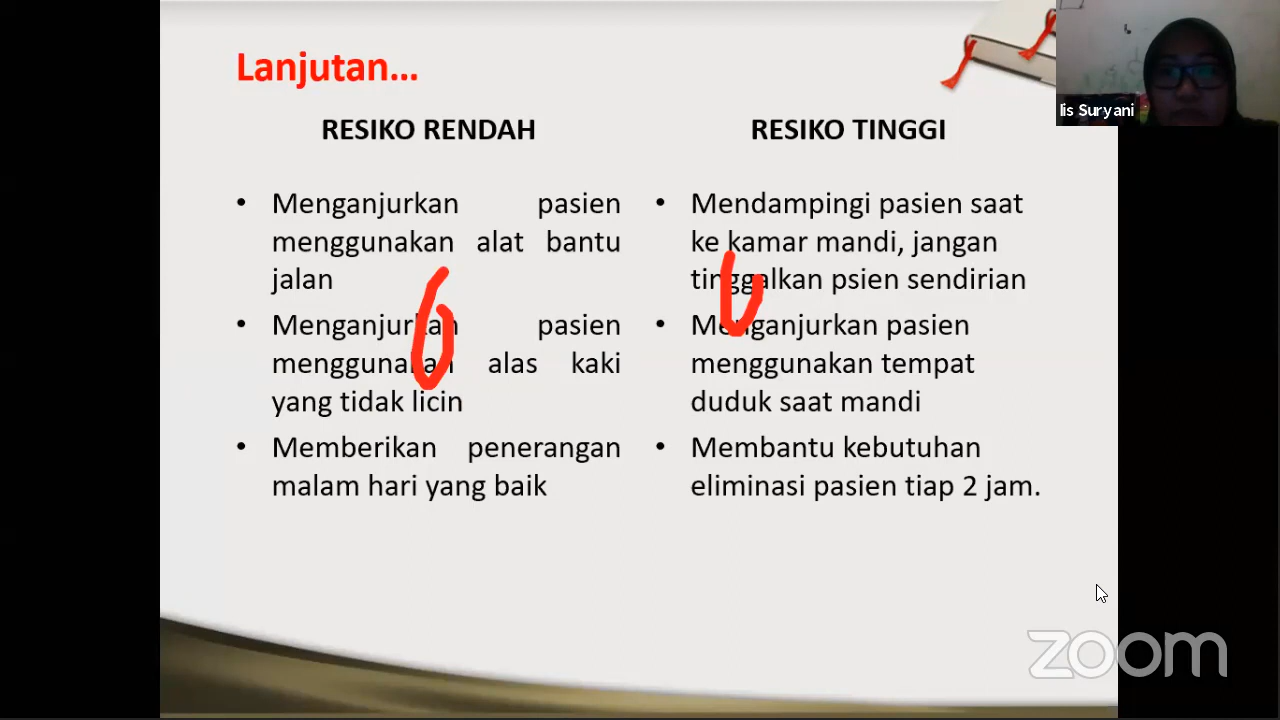 Lanjutan...
RESIKO RENDAH
• Menganjurkan pasien
menggunakan alat bantu
jalan
• Menganjurkan pasien
menggunakan alas kaki
yang tidak licin
• Memberikan penerangan
malam hari yang baik
RESIKO TINGGI
• Mendampingi pasien saat
ke kamar mandi, jangan
tinggalkan psien sendirian
• Menganjurkan pasien
menggunakan tempat
duduk saat mandi
• Membantu kebutuhan
eliminasi pasien tiap 2 jam.
6
Iis Suryani
zoom